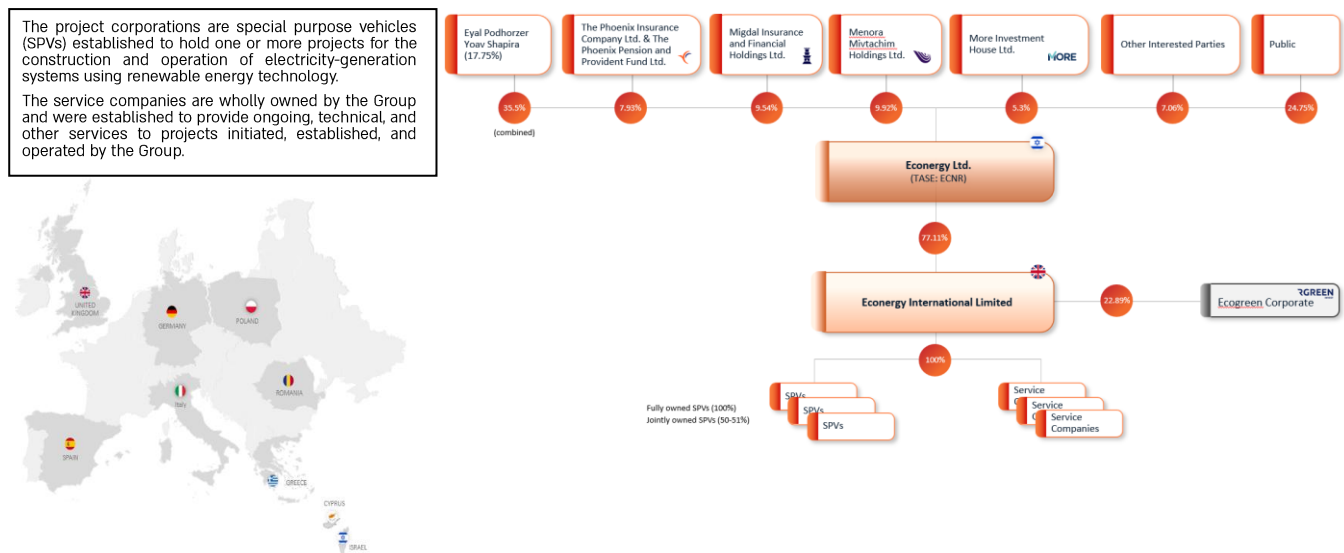 The project corporations are special purpose vehicles
(SPVs) established to hold one or more projects for the
construction and operation of electricity-generation
systems using renewable energy technology.
The service companies are wholly owned by the Group
and were established to provide ongoing, technical, and
other services to projects initiated, established, and
operated by the Group.
Eyal Podhorzer
Yoav Shapira
(17.75%)
The Phoenix Insurance
Company Ltd. & The
Phoenix Pension and
Provident Fund Ltd.
Migdal Insurance
and Financial
Holdings Ltd.
Menora
Mivtachim
Holdings Ltd.
More Investment
House Ltd.
MORE
Other Interested Parties
Public
35.5%
(combined)
7.93%
9.54%
9.92%
5.3%
7.06%
24.75%
Econergy Ltd.
(TASE: ECNR)
77.11%
Econergy International Limited
22.89%
RGREEN
Ecogreen Corporate
100%
Fully owned SPVs (100%)
Jointly owned SPVs (50-51%)
SPVs
SPVs
SPVs
Service
C
Service
C
Service
Companies
UNITED
KINGDOM
GERMANY
POLAND
ROMANIA
Italy
SPAIN
GREECE
CYPRUS
ISRAEL